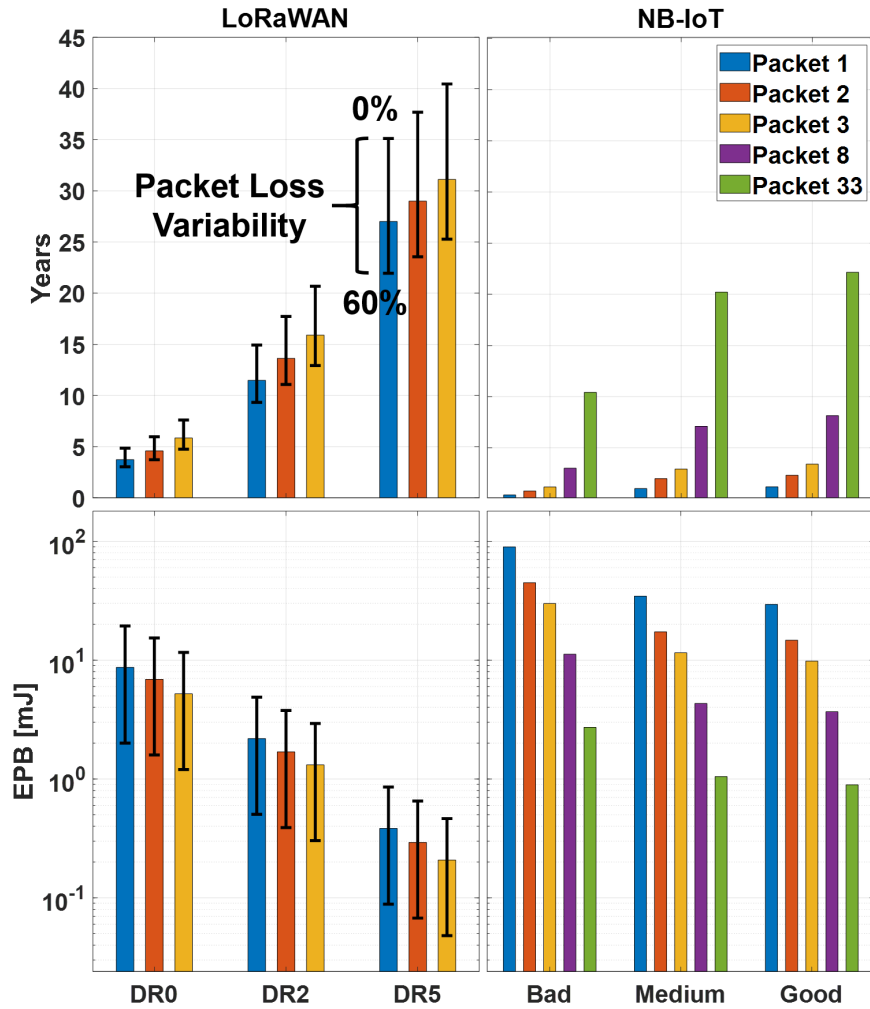 LoRaWAN
NB-IoT
45
40
35
30
25
20
15
10
5
0
Years
0%
Packet Loss
Variability
60%
Packet 1
Packet 2
Packet 3
Packet 8
Packet 33
10^2
10^1
10^0
10^-1
EPB [mJ]
DR0
DR2
DR5
Bad
Medium
Good